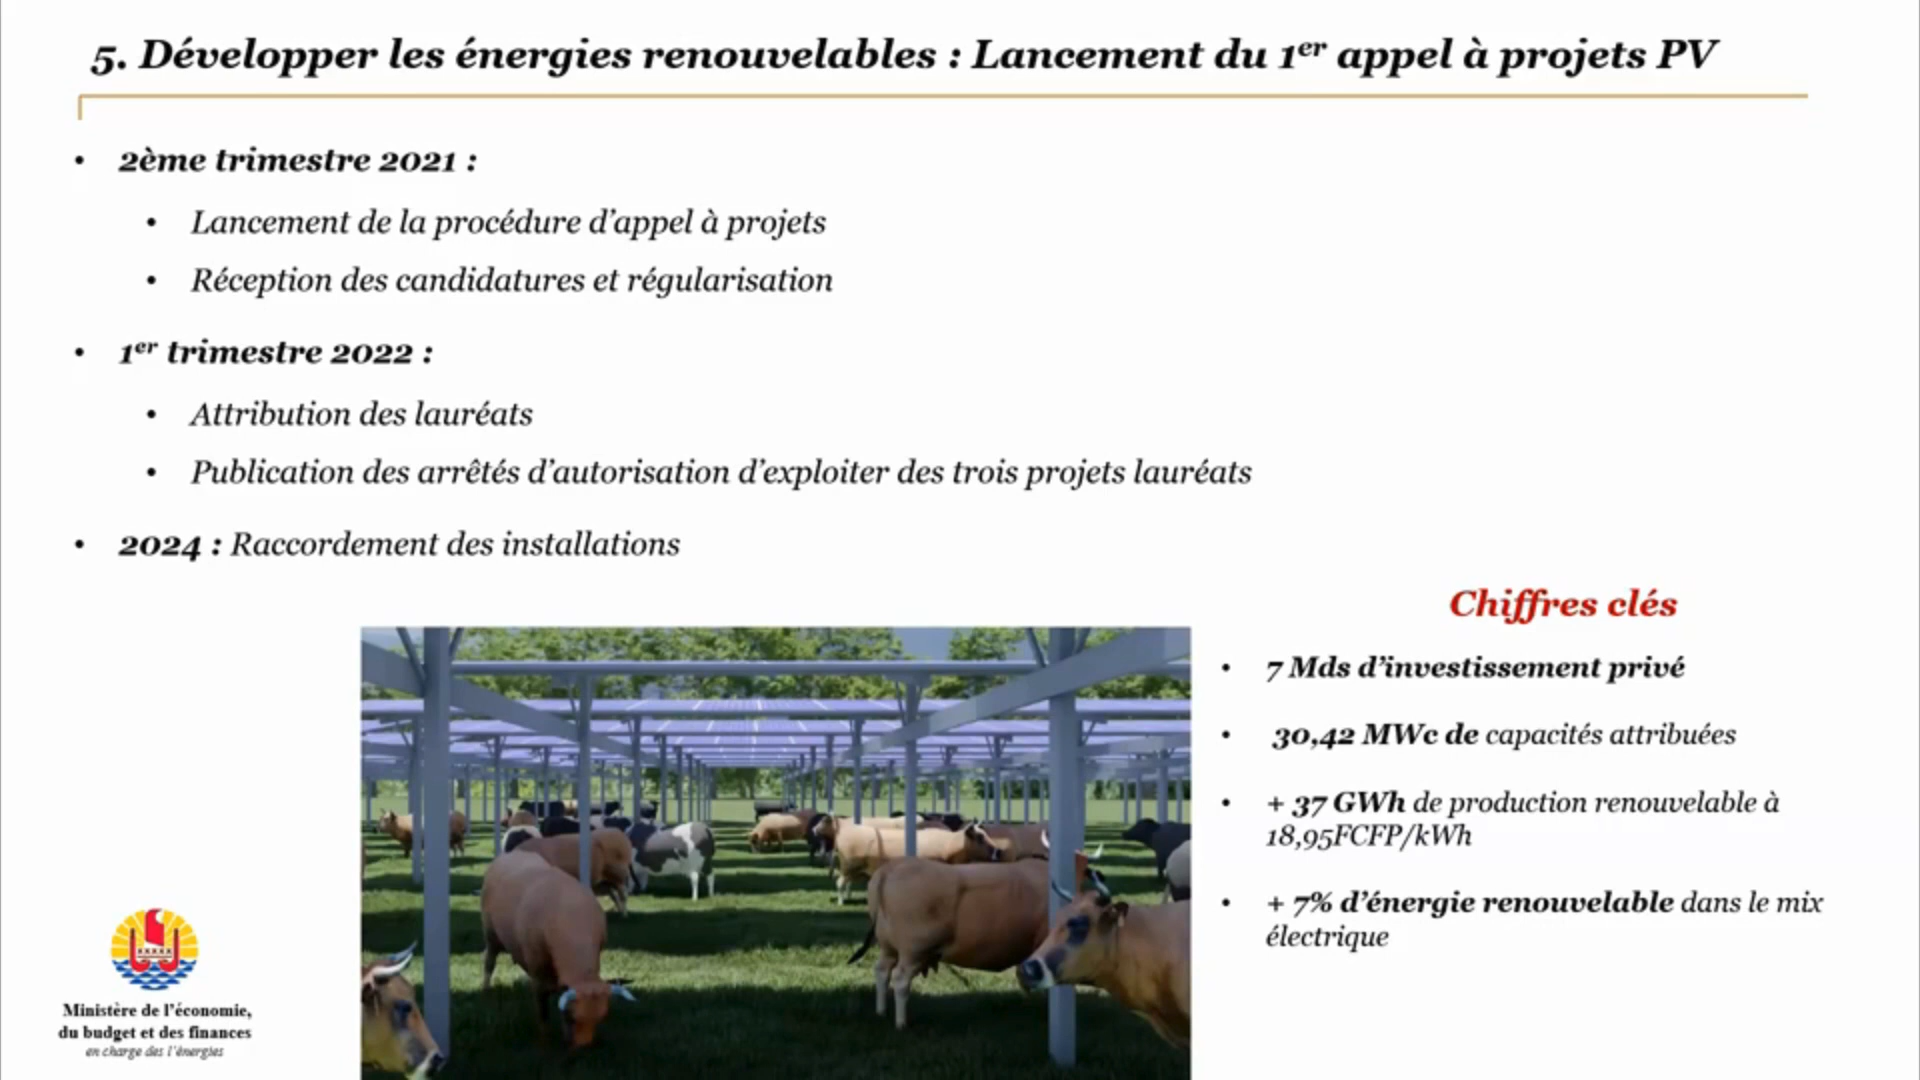 5. Développer les énergies renouvelables : Lancement du 1er appel à projets PV
• 2ème trimestre 2021 :
• Lancement de la procédure d’appel à projets
• Réception des candidatures et régularisation
• 1er trimestre 2022 :
• Attribution des lauréats
• Publication des arrêtés d’autorisation d’exploiter des trois projets lauréats
• 2024 : Raccordement des installations
Chiffres clés
• 7 Mds d’investissement privé
• 30,42 MWc de capacités attribuées
• + 37 GWh de production renouvelable à
18,95FCFP/kWh
• + 7% d’énergie renouvelable dans le mix
électrique
Ministère de l’économie,
du budget et des finances
en charge des l’énergies